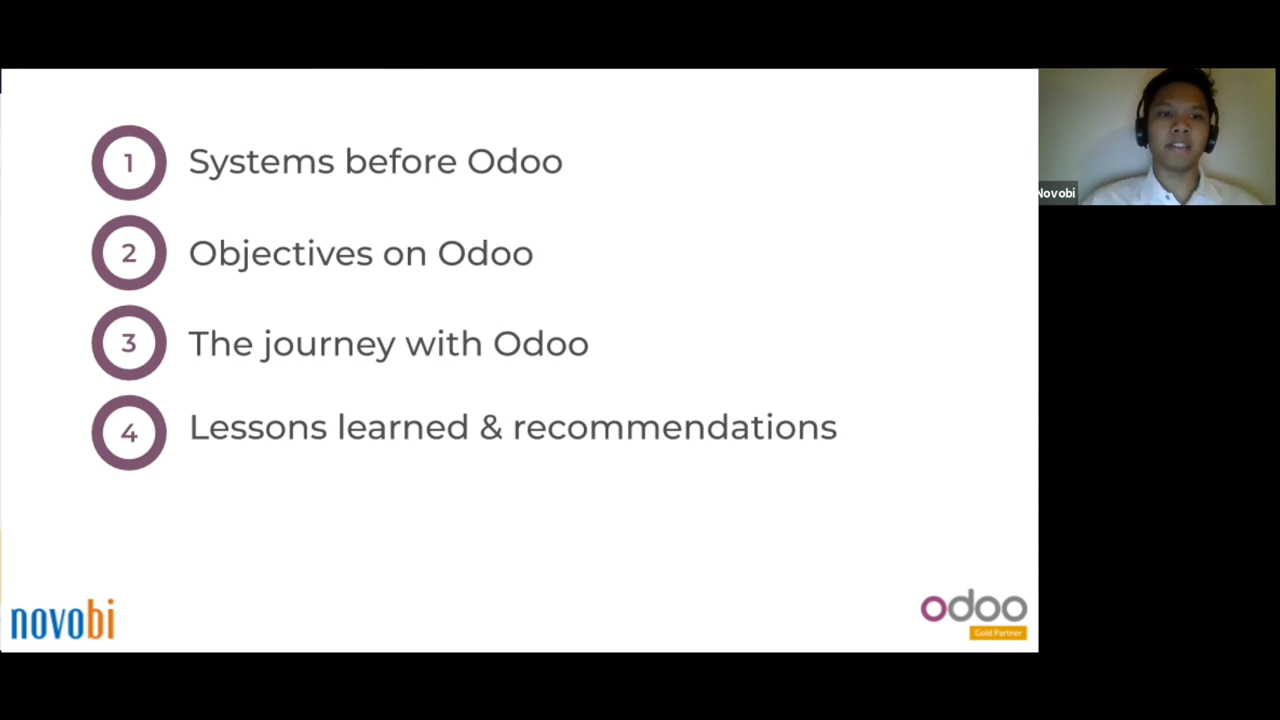 1
Systems before Odoo
2
Objectives on Odoo
3
The journey with Odoo
4
Lessons learned & recommendations
novobi
odoo
Gold Partner
Novobi